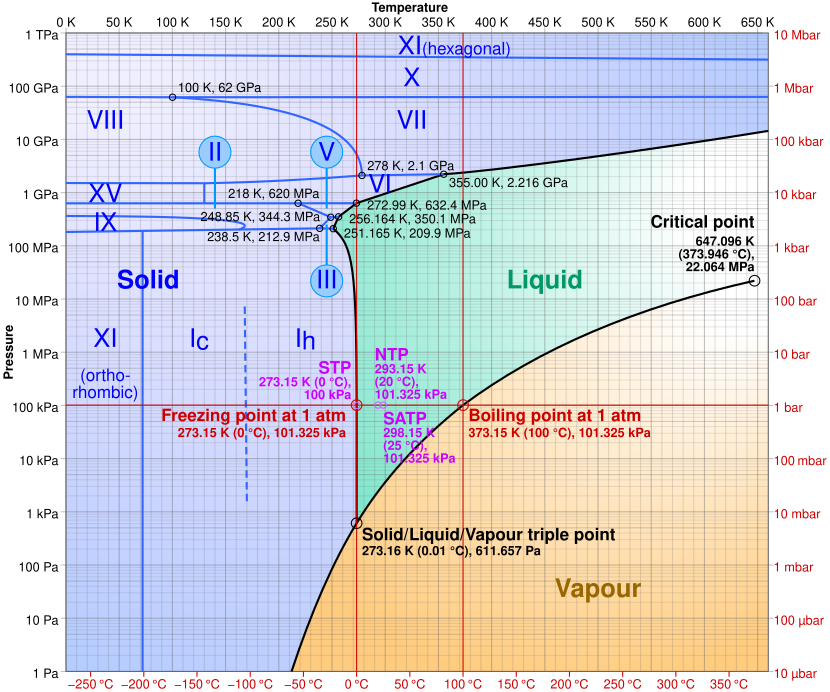 Temperature
0 K 50 K 100 K 150 K 200 K 250 K 300 K 350 K 400 K 450 K 500 K 550 K 600 K 650 K
1 TPa
10 Mbar
XI (hexagonal)
X
100 GPa
1 Mbar
100 K, 62 GPa
VIII
VII
10 GPa
100 kbar
II
V
278 K, 2.1 GPa
VI
355.00 K, 2.216 GPa
1 GPa
10 kbar
XV
218 K, 620 MPa
272.99 K, 632.4 MPa
IX
248.85 K, 344.3 MPa
256.164 K, 350.1 MPa
238.5 K, 212.9 MPa
251.165 K, 209.9 MPa
100 MPa
1 kbar
Critical point
647.096 K
(373.946 °C),
22.064 MPa
Solid
III
Liquid
10 MPa
100 bar
XI
(ortho-
rhombic)
Ic
Ih
1 MPa
10 bar
STP
273.15 K (0 °C),
100 kPa
NTP
293.15 K
(20 °C),
101.325 kPa
Pressure
100 kPa
1 bar
Freezing point at 1 atm
273.15 K (0 °C), 101.325 kPa
SATP
298.15 K
(25 °C),
101.325 kPa
Boiling point at 1 atm
373.15 K (100 °C), 101.325 kPa
10 kPa
100 mbar
1 kPa
10 mbar
Solid/Liquid/Vapour triple point
273.16 K (0.01 °C), 611.657 Pa
100 Pa
1 mbar
Vapour
10 Pa
100 µbar
1 Pa
10 µbar
−250 °C −200 °C −150 °C −100 °C −50 °C 0 °C 50 °C 100 °C 150 °C 200 °C 250 °C 300 °C 350 °C